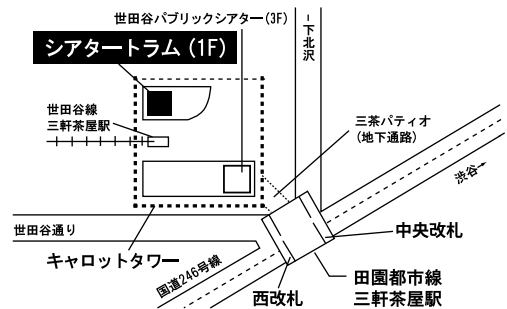 世田谷パブリックシアター(3F)
シアタートラム(1F)
下北沢
世田谷線
三軒茶屋駅
三茶パティオ
(地下通路)
渋谷
世田谷通り
中央改札
キャロットタワー
国道246号線
田園都市線
三軒茶屋駅
西改札